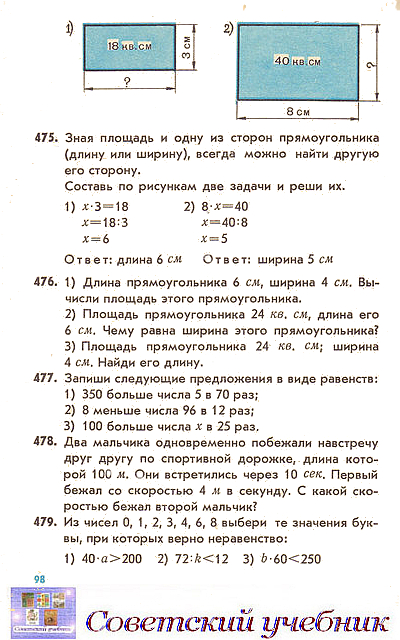 1) 18 кв.см 3 см ?
2) 40 кв.см ? 8 см
475. Зная площадь и одну из сторон прямоугольника
(длину или ширину), всегда можно найти другую
его сторону.
Составь по рисункам две задачи и реши их.
1) x·3=18 2) 8·x=40
x=18:3 x=40:8
x=6 x=5
Ответ: длина 6 см Ответ: ширина 5 см
476. 1) Длина прямоугольника 6 см, ширина 4 см. Вы-
числи площадь этого прямоугольника.
2) Площадь прямоугольника 24 кв. см, длина его
6 см. Чему равна ширина этого прямоугольника?
3) Площадь прямоугольника 24 кв. см; ширина
4 см. Найди его длину.
477. Запиши следующие предложения в виде равенств:
1) 350 больше числа 5 в 70 раз;
2) 8 меньше числа 96 в 12 раз;
3) 100 больше числа x в 25 раз.
478. Два мальчика одновременно побежали навстречу
друг другу по спортивной дорожке, длина кото-
рой 100 м. Они встретились через 10 сек. Первый
бежал со скоростью 4 м в секунду. С какой ско-
ростью бежал второй мальчик?
479. Из чисел 0, 1, 2, 3, 4, 6, 8 выбери те значения бук-
вы, при которых верно неравенство:
1) 40·a>200 2) 72:k<12 3) b·60<250
98
Советский учебник
Советский учебник